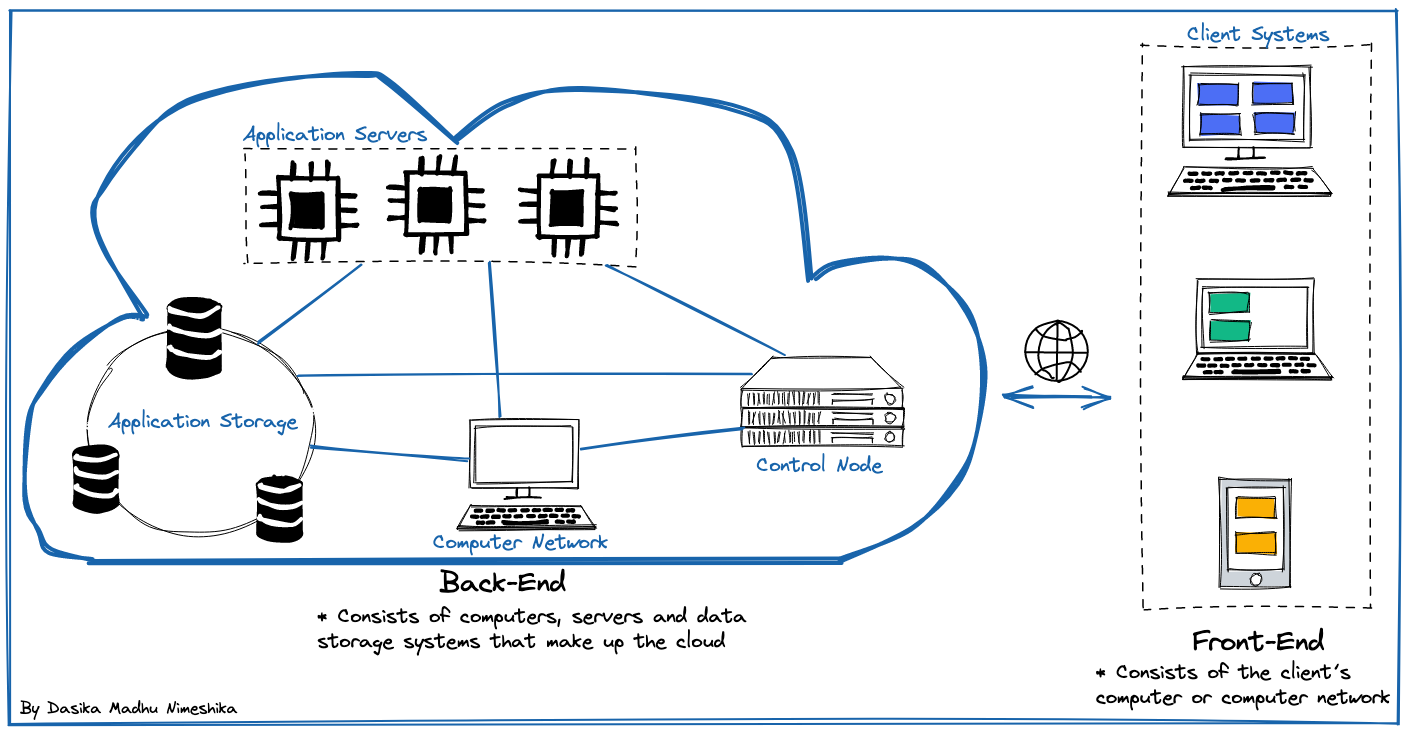 Client Systems
Application Servers
Application Storage
Control Node
Computer Network
Back-End
* Consists of computers, servers and data
storage systems that make up the cloud
Front-End
* Consists of the client's
computer or computer network
By Dasika Madhu Nimeshika